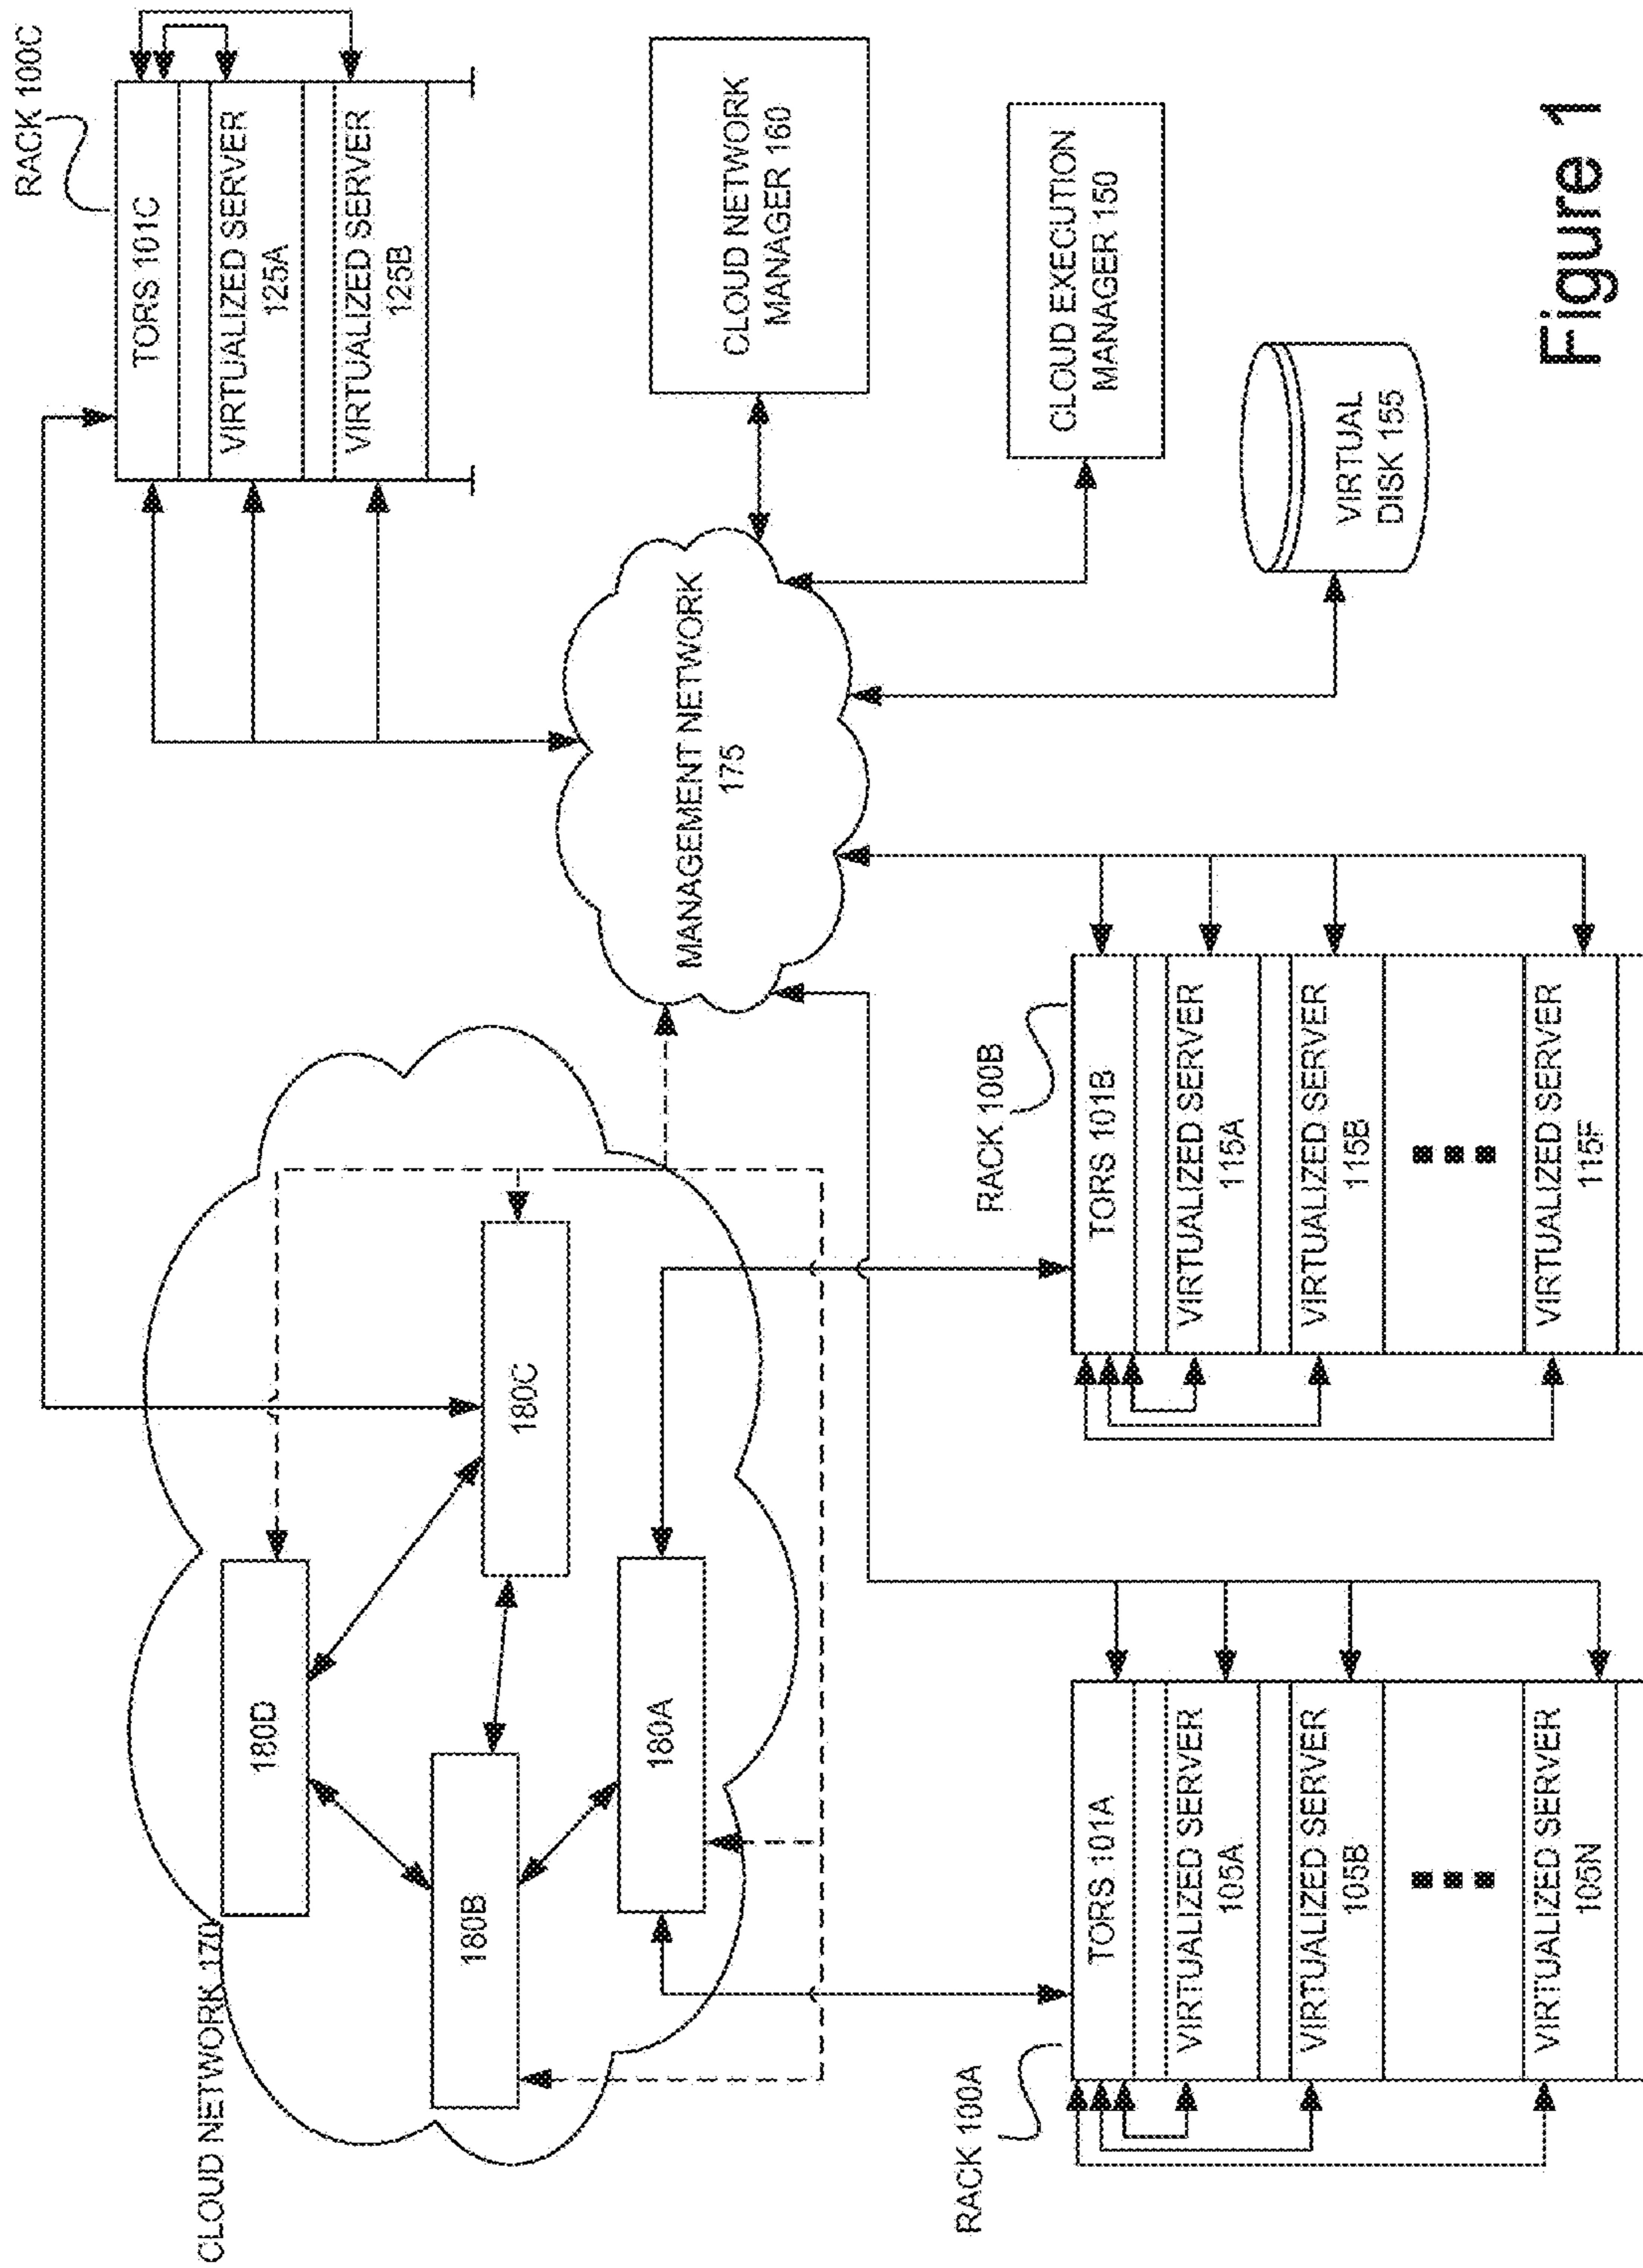 CLOUD NETWORK 170
180D
180B
180C
180A
RACK 100C
TORS 101C
VIRTUALIZED SERVER
125A
VIRTUALIZED SERVER
125B
MANAGEMENT NETWORK
175
CLOUD NETWORK
MANAGER 160
CLOUD EXECUTION
MANAGER 150
VIRTUAL
DISK 155
RACK 100A
TORS 101A
VIRTUALIZED SERVER
105A
VIRTUALIZED SERVER
105B
VIRTUALIZED SERVER
105N
RACK 100B
TORS 101B
VIRTUALIZED SERVER
115A
VIRTUALIZED SERVER
115B
VIRTUALIZED SERVER
115F
Figure 1